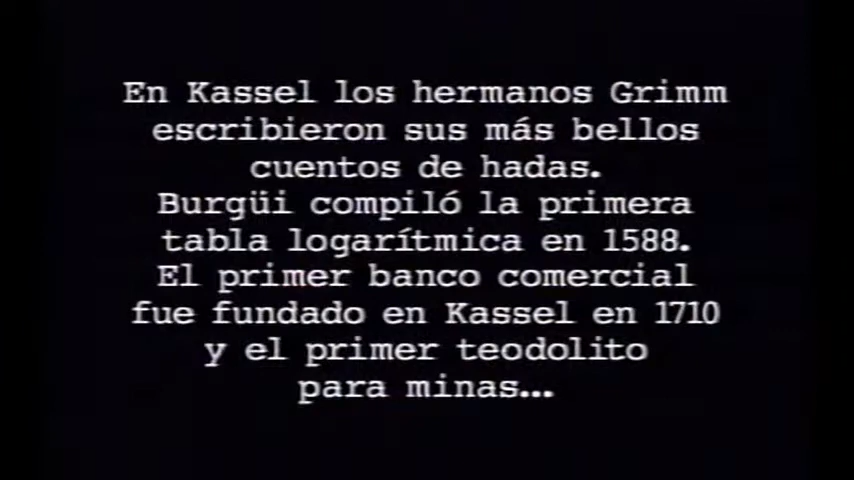 En Kassel los hermanos Grimm
escribieron sus más bellos
cuentos de hadas.
Burgüi compiló la primera
tabla logarítmica en 1588.
El primer banco comercial
fue fundado en Kassel en 1710
y el primer teodolito
para minas...